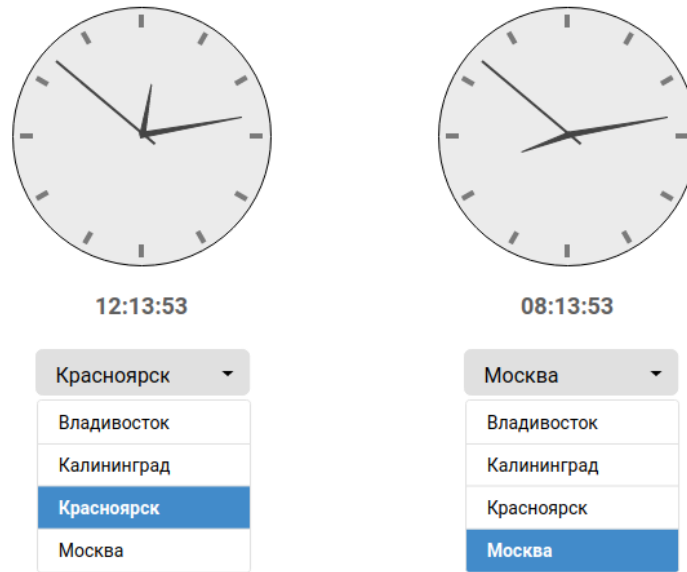 12:13:53
08:13:53
Красноярск
Москва
Владивосток
Калининград
Красноярск
Москва
Владивосток
Калининград
Красноярск
Москва